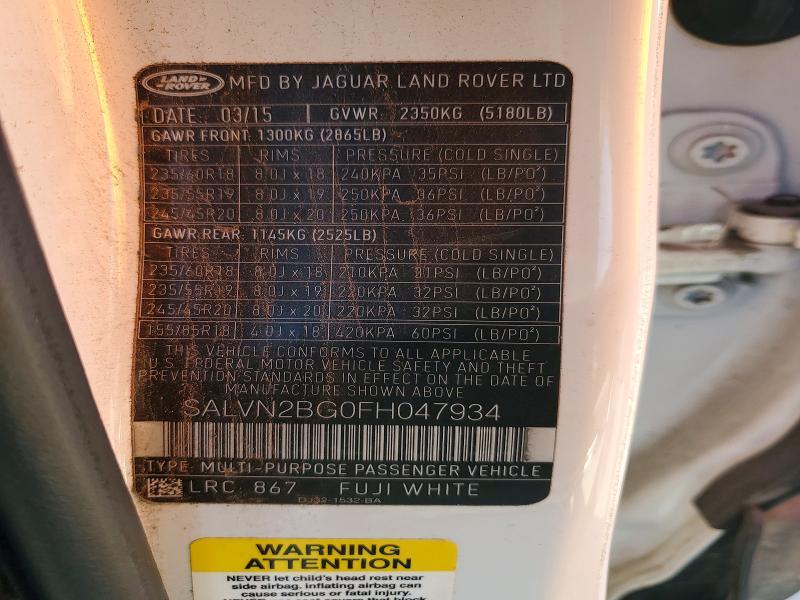 LAND ROVER MFD BY JAGUAR LAND ROVER LTD
DATE: 03/15 GVWR: 2350KG (5180LB)
GAWR FRONT: 1300KG (2865LB)
TIRES RIMS PRESSURE (COLD SINGLE)
235/60R18 8.0J x 18 240KPA 35PSI (LB/PO²)
235/55R19 8.0J x 19 250KPA 36PSI (LB/PO²)
245/45R20 8.0J x 20 250KPA 36PSI (LB/PO²)
GAWR REAR: 1145KG (2525LB)
TIRES RIMS PRESSURE (COLD SINGLE)
235/60R18 8.0J x 18 210KPA 31PSI (LB/PO²)
235/55R19 8.0J x 19 220KPA 32PSI (LB/PO²)
245/45R20 8.0J x 20 220KPA 32PSI (LB/PO²)
155/85R18 4.0J x 18 420KPA 60PSI (LB/PO²)
THIS VEHICLE CONFORMS TO ALL APPLICABLE
U.S. FEDERAL MOTOR VEHICLE SAFETY AND THEFT
PREVENTION STANDARDS IN EFFECT ON THE DATE
OF MANUFACTURE SHOWN ABOVE
SALVN2BG0FH047934
TYPE: MULTI-PURPOSE PASSENGER VEHICLE
LRC 867 FUJI WHITE
DJ32-1532-BA
WARNING
ATTENTION
NEVER let child's head rest near
side airbag. inflating airbag can
cause serious or fatal injury.